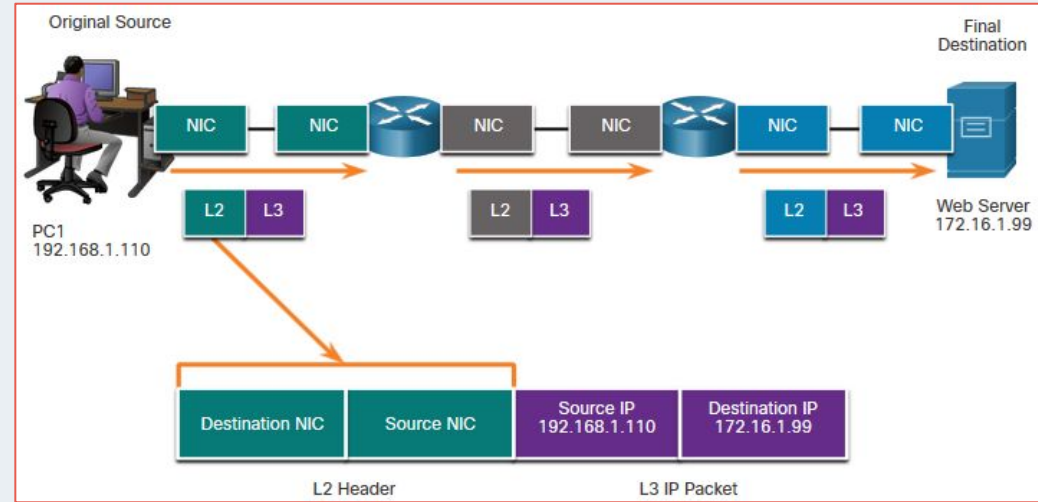 Original Source
Final
Destination
NIC
NIC
NIC
NIC
NIC
NIC
L2
L3
L2
L3
L2
L3
PC1
192.168.1.110
Web Server
172.16.1.99
Destination NIC
Source NIC
Source IP
192.168.1.110
Destination IP
172.16.1.99
L2 Header
L3 IP Packet